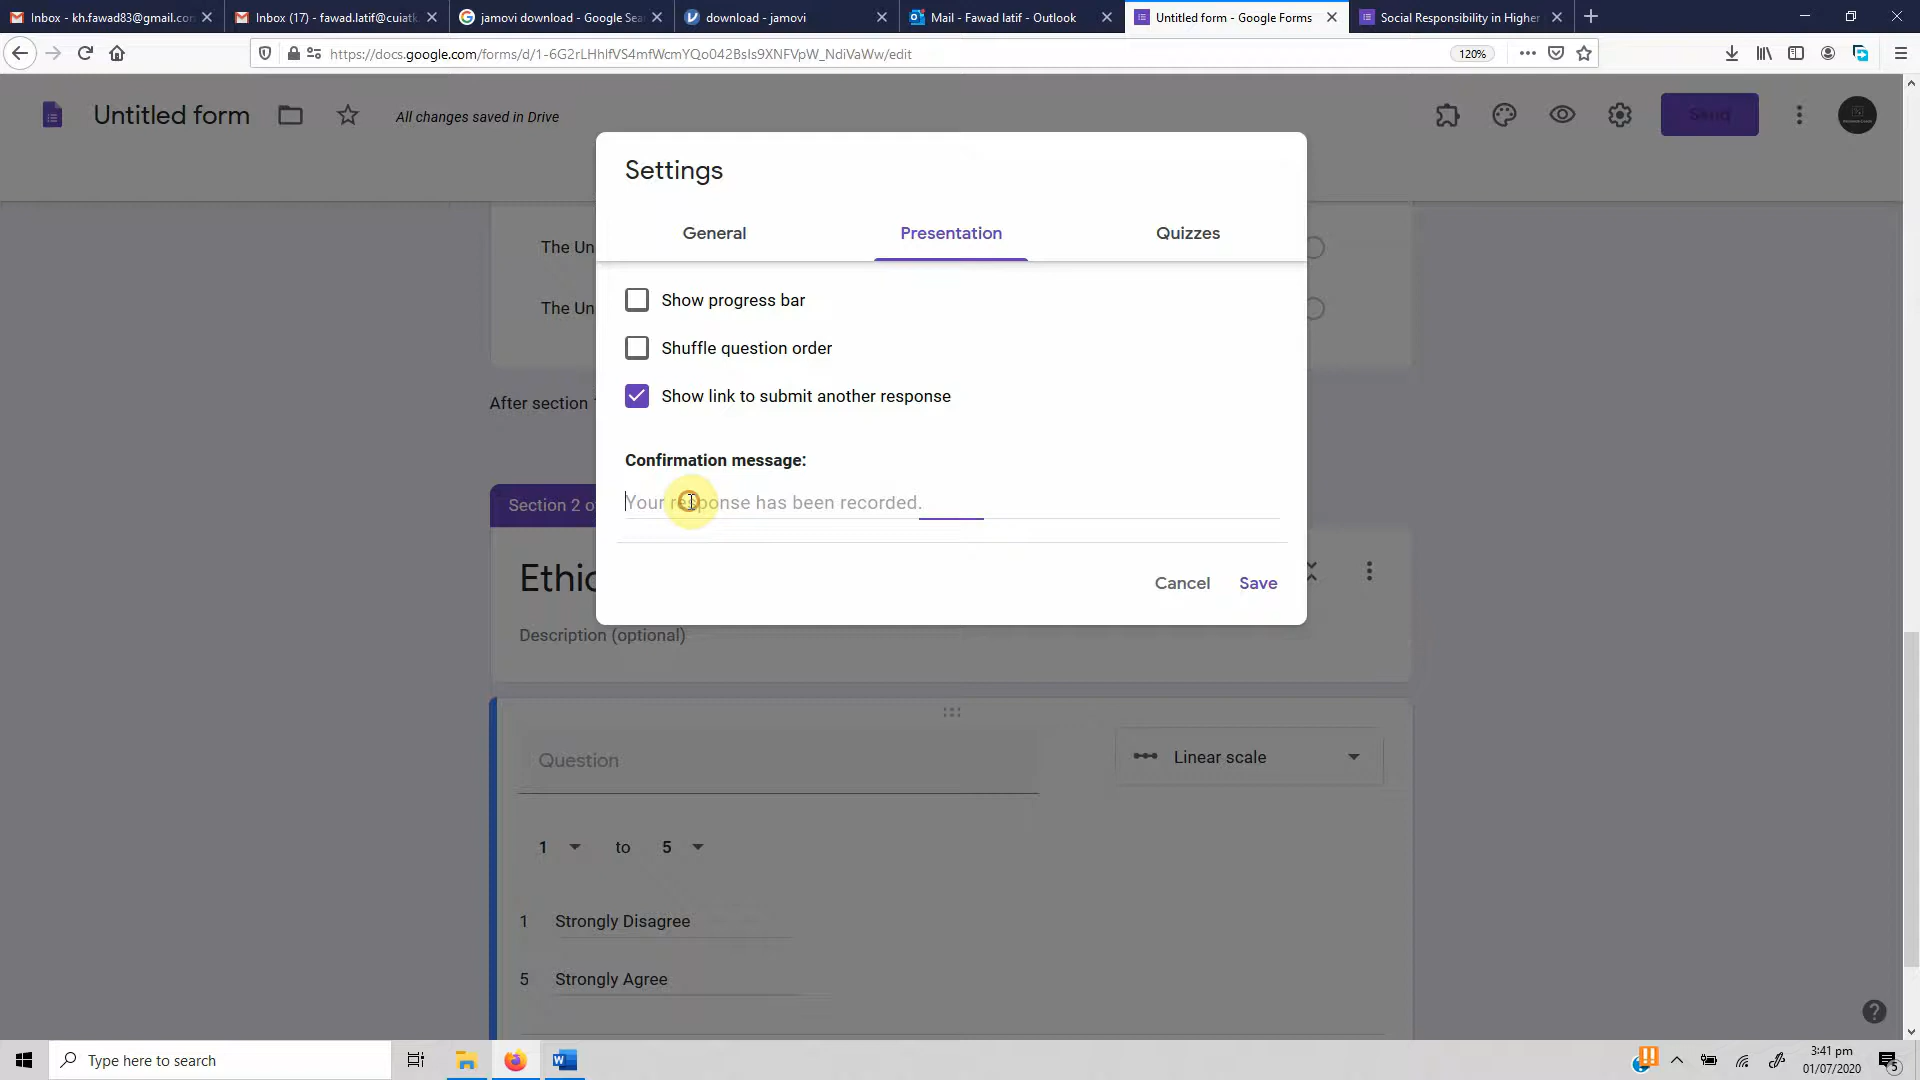 Inbox - kh.fawad83@gmail.co
Inbox (17) - fawad.latif@cuiatk.
jamovi download - Google Sea
download - jamovi
Mail - Fawad latif - Outlook
Untitled form - Google Forms
Social Responsibility in Higher
https://docs.google.com/forms/d/1-6G2rLHhlfVS4mfWcmYQo042BsIs9XNFVpW_NdiVaWw/edit
120%
Untitled form
All changes saved in Drive
Send
Settings
General
Presentation
Quizzes
The Un
Show progress bar
The Un
Shuffle question order
Show link to submit another response
After section
Confirmation message:
Your response has been recorded.
Section 2 o
Cancel
Save
Ethic
Description (optional)
Question
Linear scale
1 to 5
1 Strongly Disagree
5 Strongly Agree
Type here to search
3:41 pm
01/07/2020
5